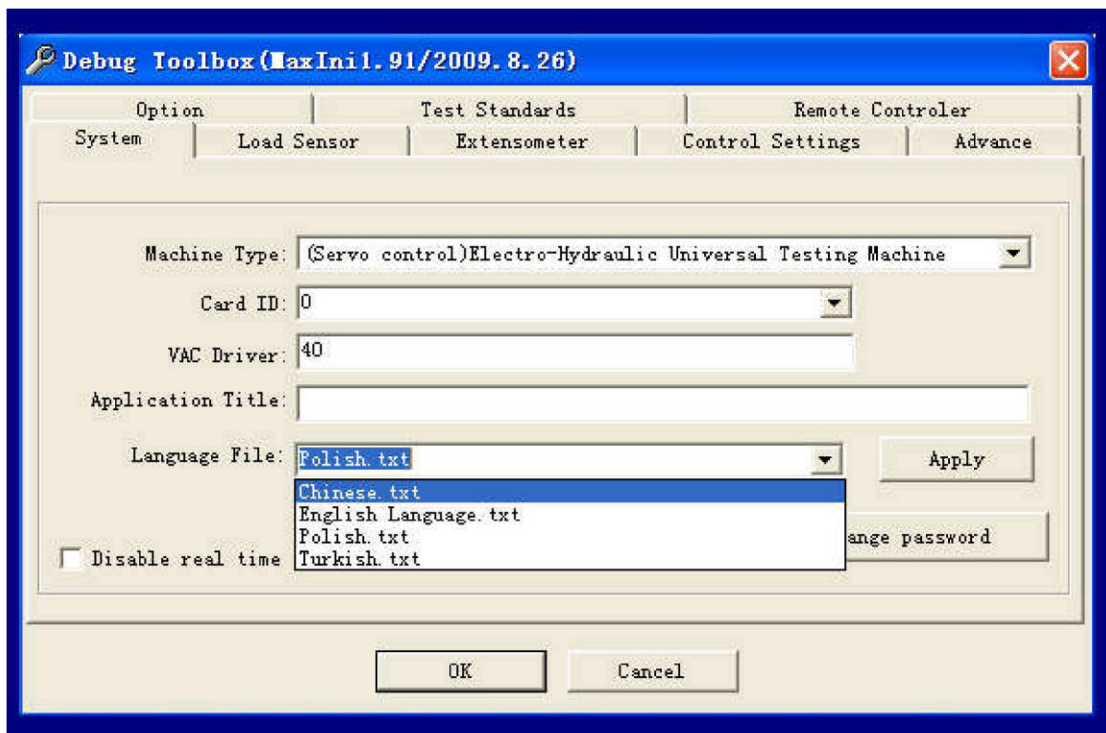 Debug Toolbox(MaxIni1.91/2009.8.26)
Option Test Standards Remote Controler
System Load Sensor Extensometer Control Settings Advance
Machine Type: (Servo control)Electro-Hydraulic Universal Testing Machine
Card ID: 0
VAC Driver: 40
Application Title:
Language File: Polish.txt Apply
Chinese.txt
English Language.txt
Polish.txt
ange password
Disable real time Turkish.txt
OK Cancel